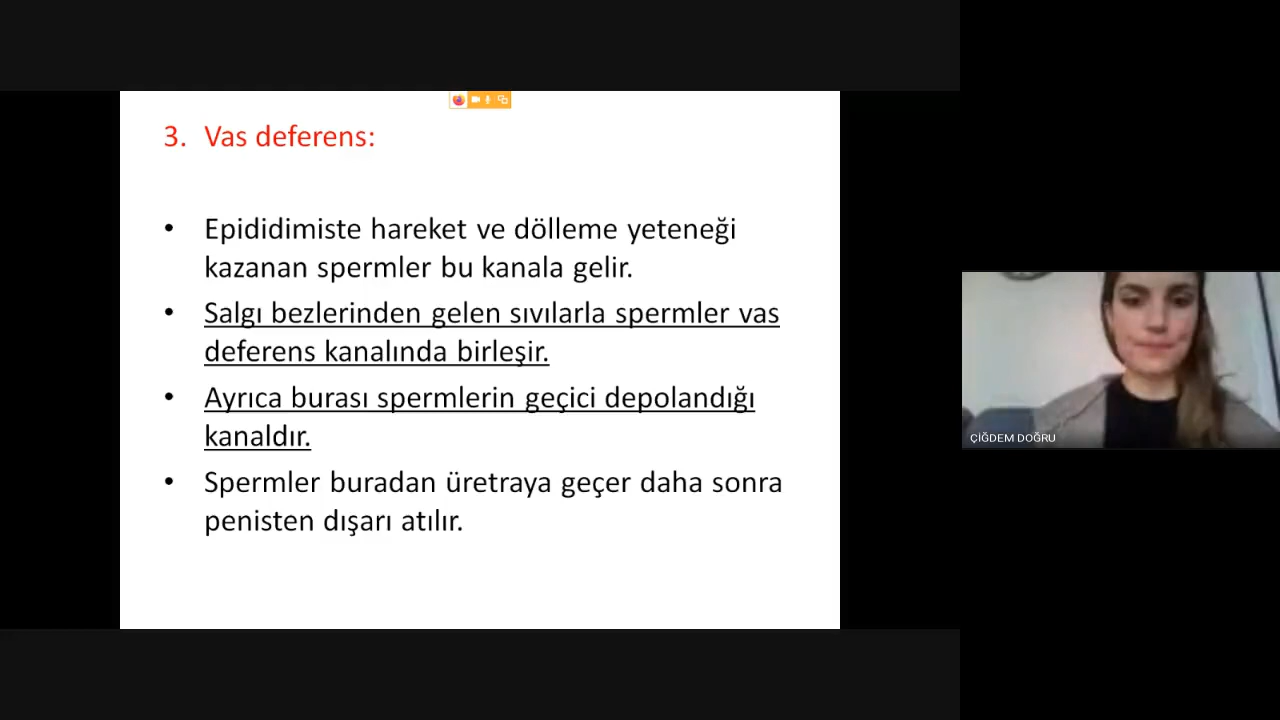 3. Vas deferens:
• Epididimiste hareket ve dölleme yeteneği
kazanan spermler bu kanala gelir.
• Salgı bezlerinden gelen sıvılarla spermler vas
deferens kanalında birleşir.
• Ayrıca burası spermlerin geçici depolandığı
kanaldır.
• Spermler buradan üretraya geçer daha sonra
penisten dışarı atılır.
ÇİĞDEM DOĞRU